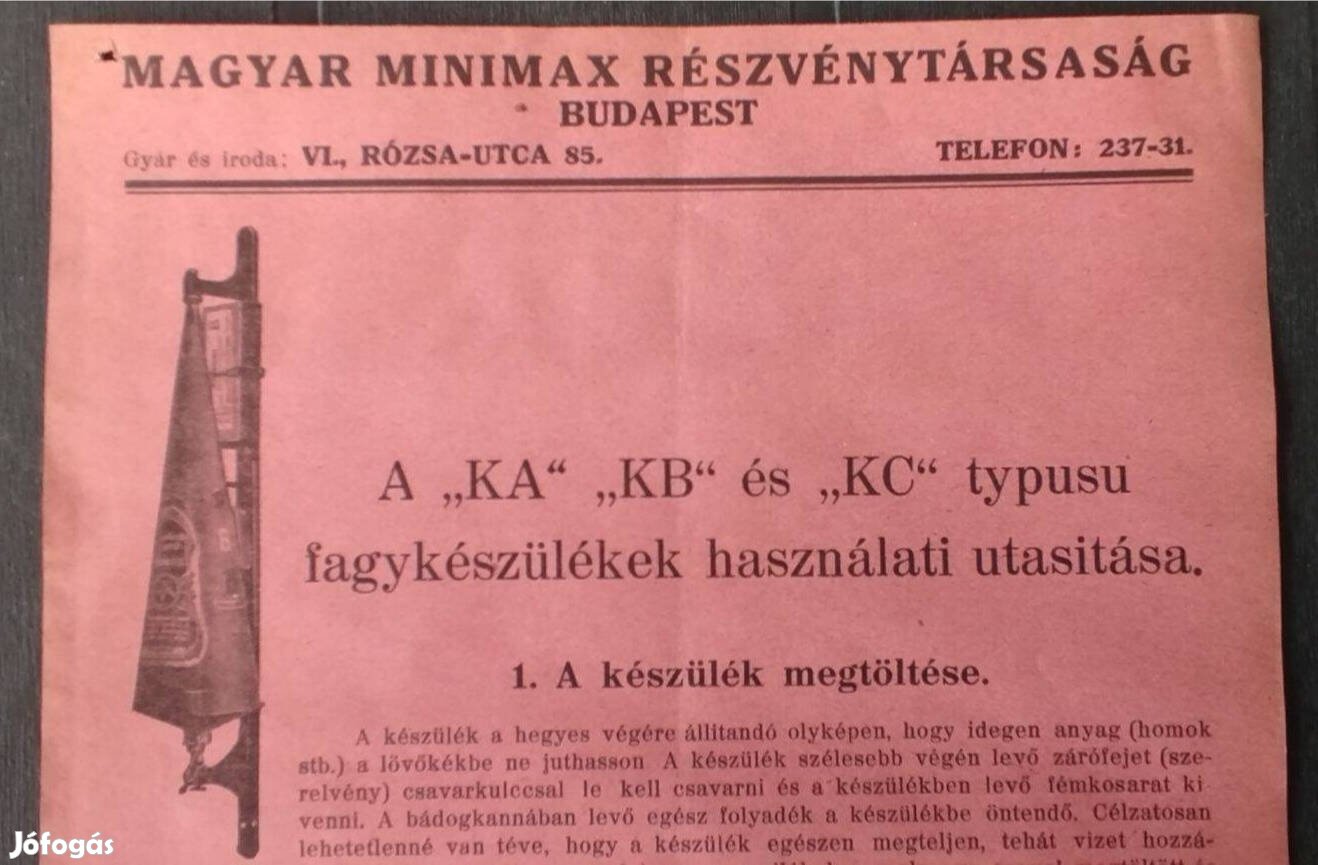 MAGYAR MINIMAX RÉSZVÉNYTÁRSASÁG
BUDAPEST
Gyár és iroda: VI., RÓZSA-UTCA 85.
TELEFON: 237-31.
A „KA“ „KB“ és „KC“ typusu
fagykészülékek használati utasitása.
1. A készülék megtöltése.
A készülék a hegyes végére állitandó olyképen, hogy idegen anyag (homok
stb.) a lövőkékbe ne juthasson A készülék szélesebb végén levő zárófejet (sze-
relvény) csavarkulccsal le kell csavarni és a készülékben levő fémkosarat ki
venni. A bádogkannában levő egész folyadék a készülékbe öntendő. Célzatosan
lehetetlenné van téve, hogy a készülék egészen megteljen, tehát vizet hozzá-
Jófogás